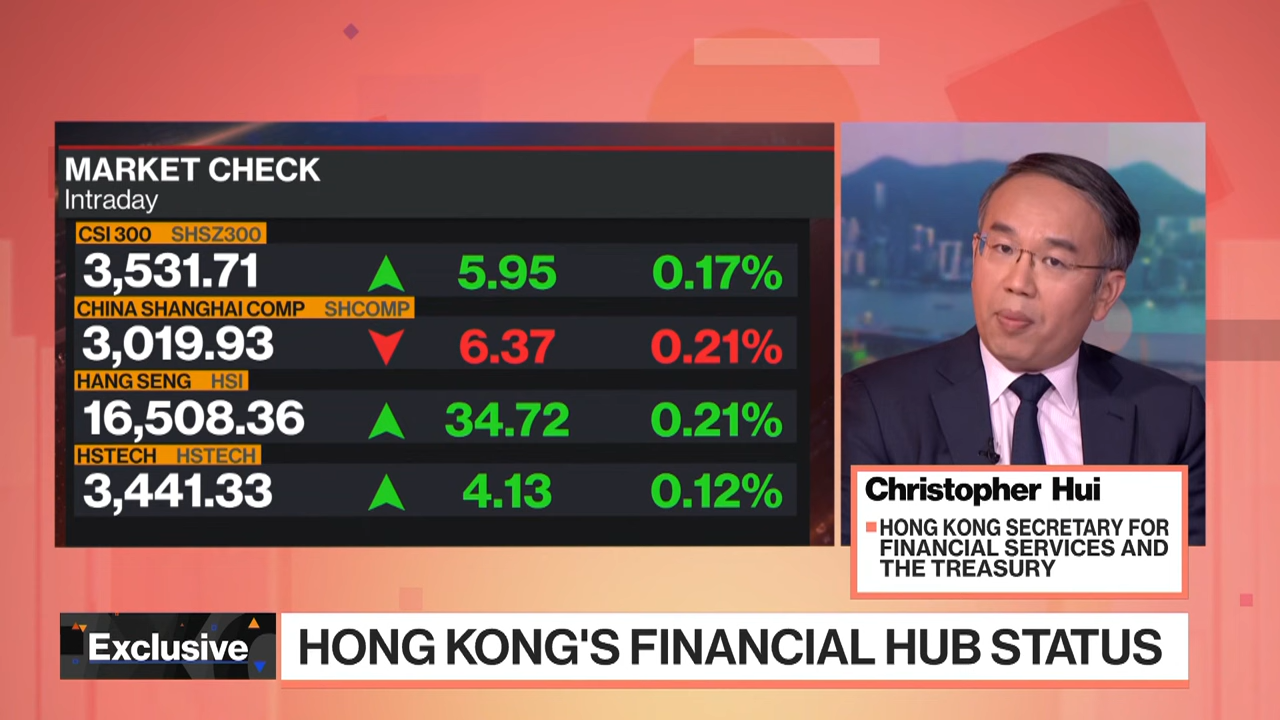 MARKET CHECK
Intraday
CSI 300 SHSZ300
3,531.71 ▲ 5.95 0.17%
CHINA SHANGHAI COMP SHCOMP
3,019.93 ▼ 6.37 0.21%
HANG SENG HSI
16,508.36 ▲ 34.72 0.21%
HSTECH HSTECH
3,441.33 ▲ 4.13 0.12%
Christopher Hui
HONG KONG SECRETARY FOR
FINANCIAL SERVICES AND
THE TREASURY
Exclusive
HONG KONG'S FINANCIAL HUB STATUS